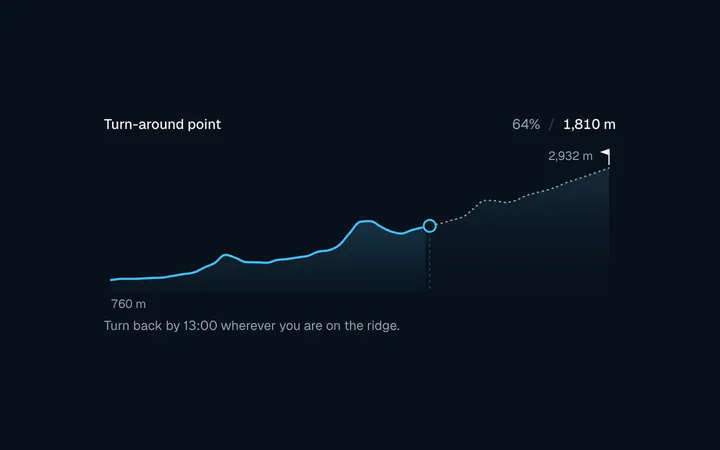 Turn-around point
64% / 1,810 m
2,932 m
760 m
Turn back by 13:00 wherever you are on the ridge.